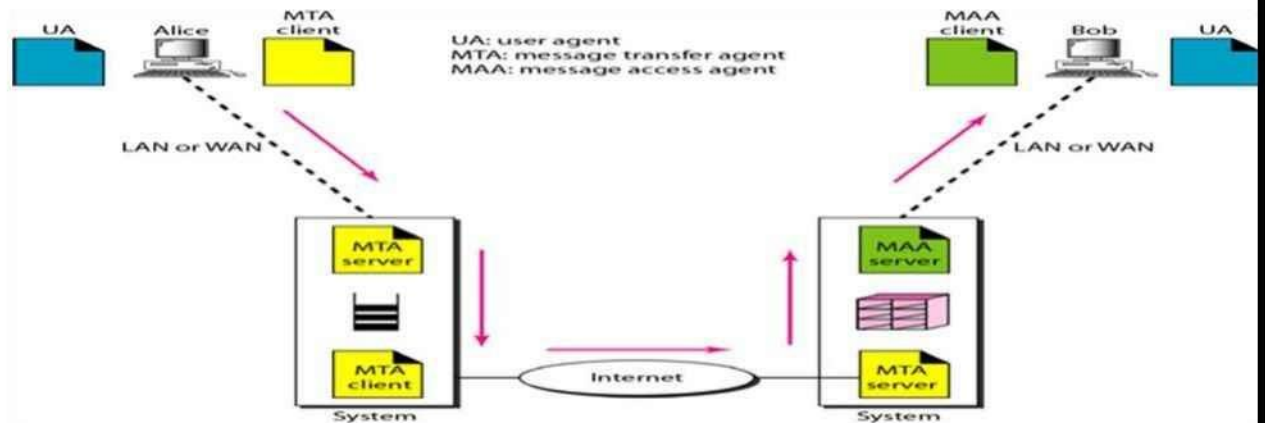 UA
Alice
MTA
client
UA: user agent
MTA: message transfer agent
MAA: message access agent
MAA
client
Bob
UA
LAN or WAN
LAN or WAN
MTA
server
MTA
client
System
Internet
MAA
server
MTA
server
System